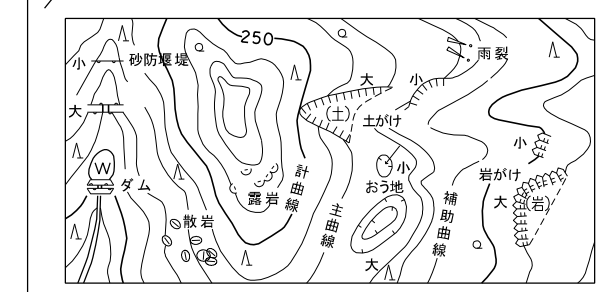 250
小
砂防堰堤
雨裂
大
大
小
(土)
土がけ
小
W
ダム
小
おう地
岩がけ
大
(岩)
露岩
計曲線
主曲線
補助曲線
散岩
大